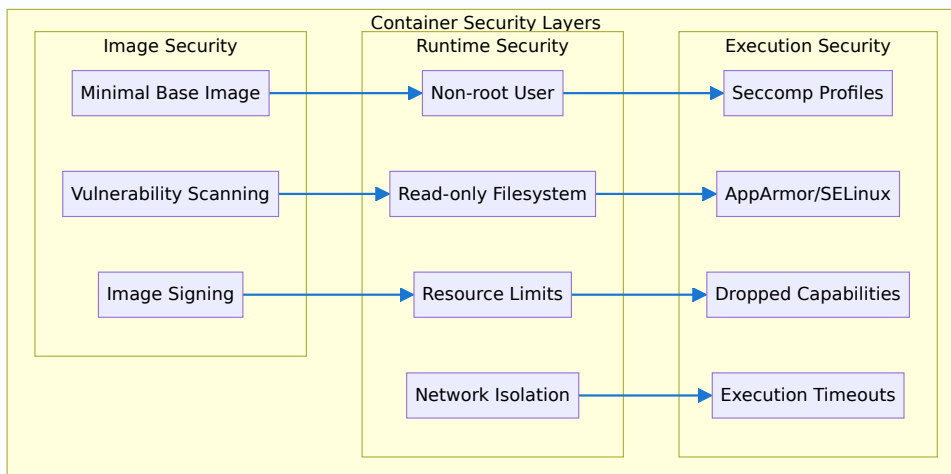 Container Security Layers
Image Security
Runtime Security
Execution Security
Minimal Base Image
Non-root User
Seccomp Profiles
Vulnerability Scanning
Read-only Filesystem
AppArmor/SELinux
Image Signing
Resource Limits
Dropped Capabilities
Network Isolation
Execution Timeouts